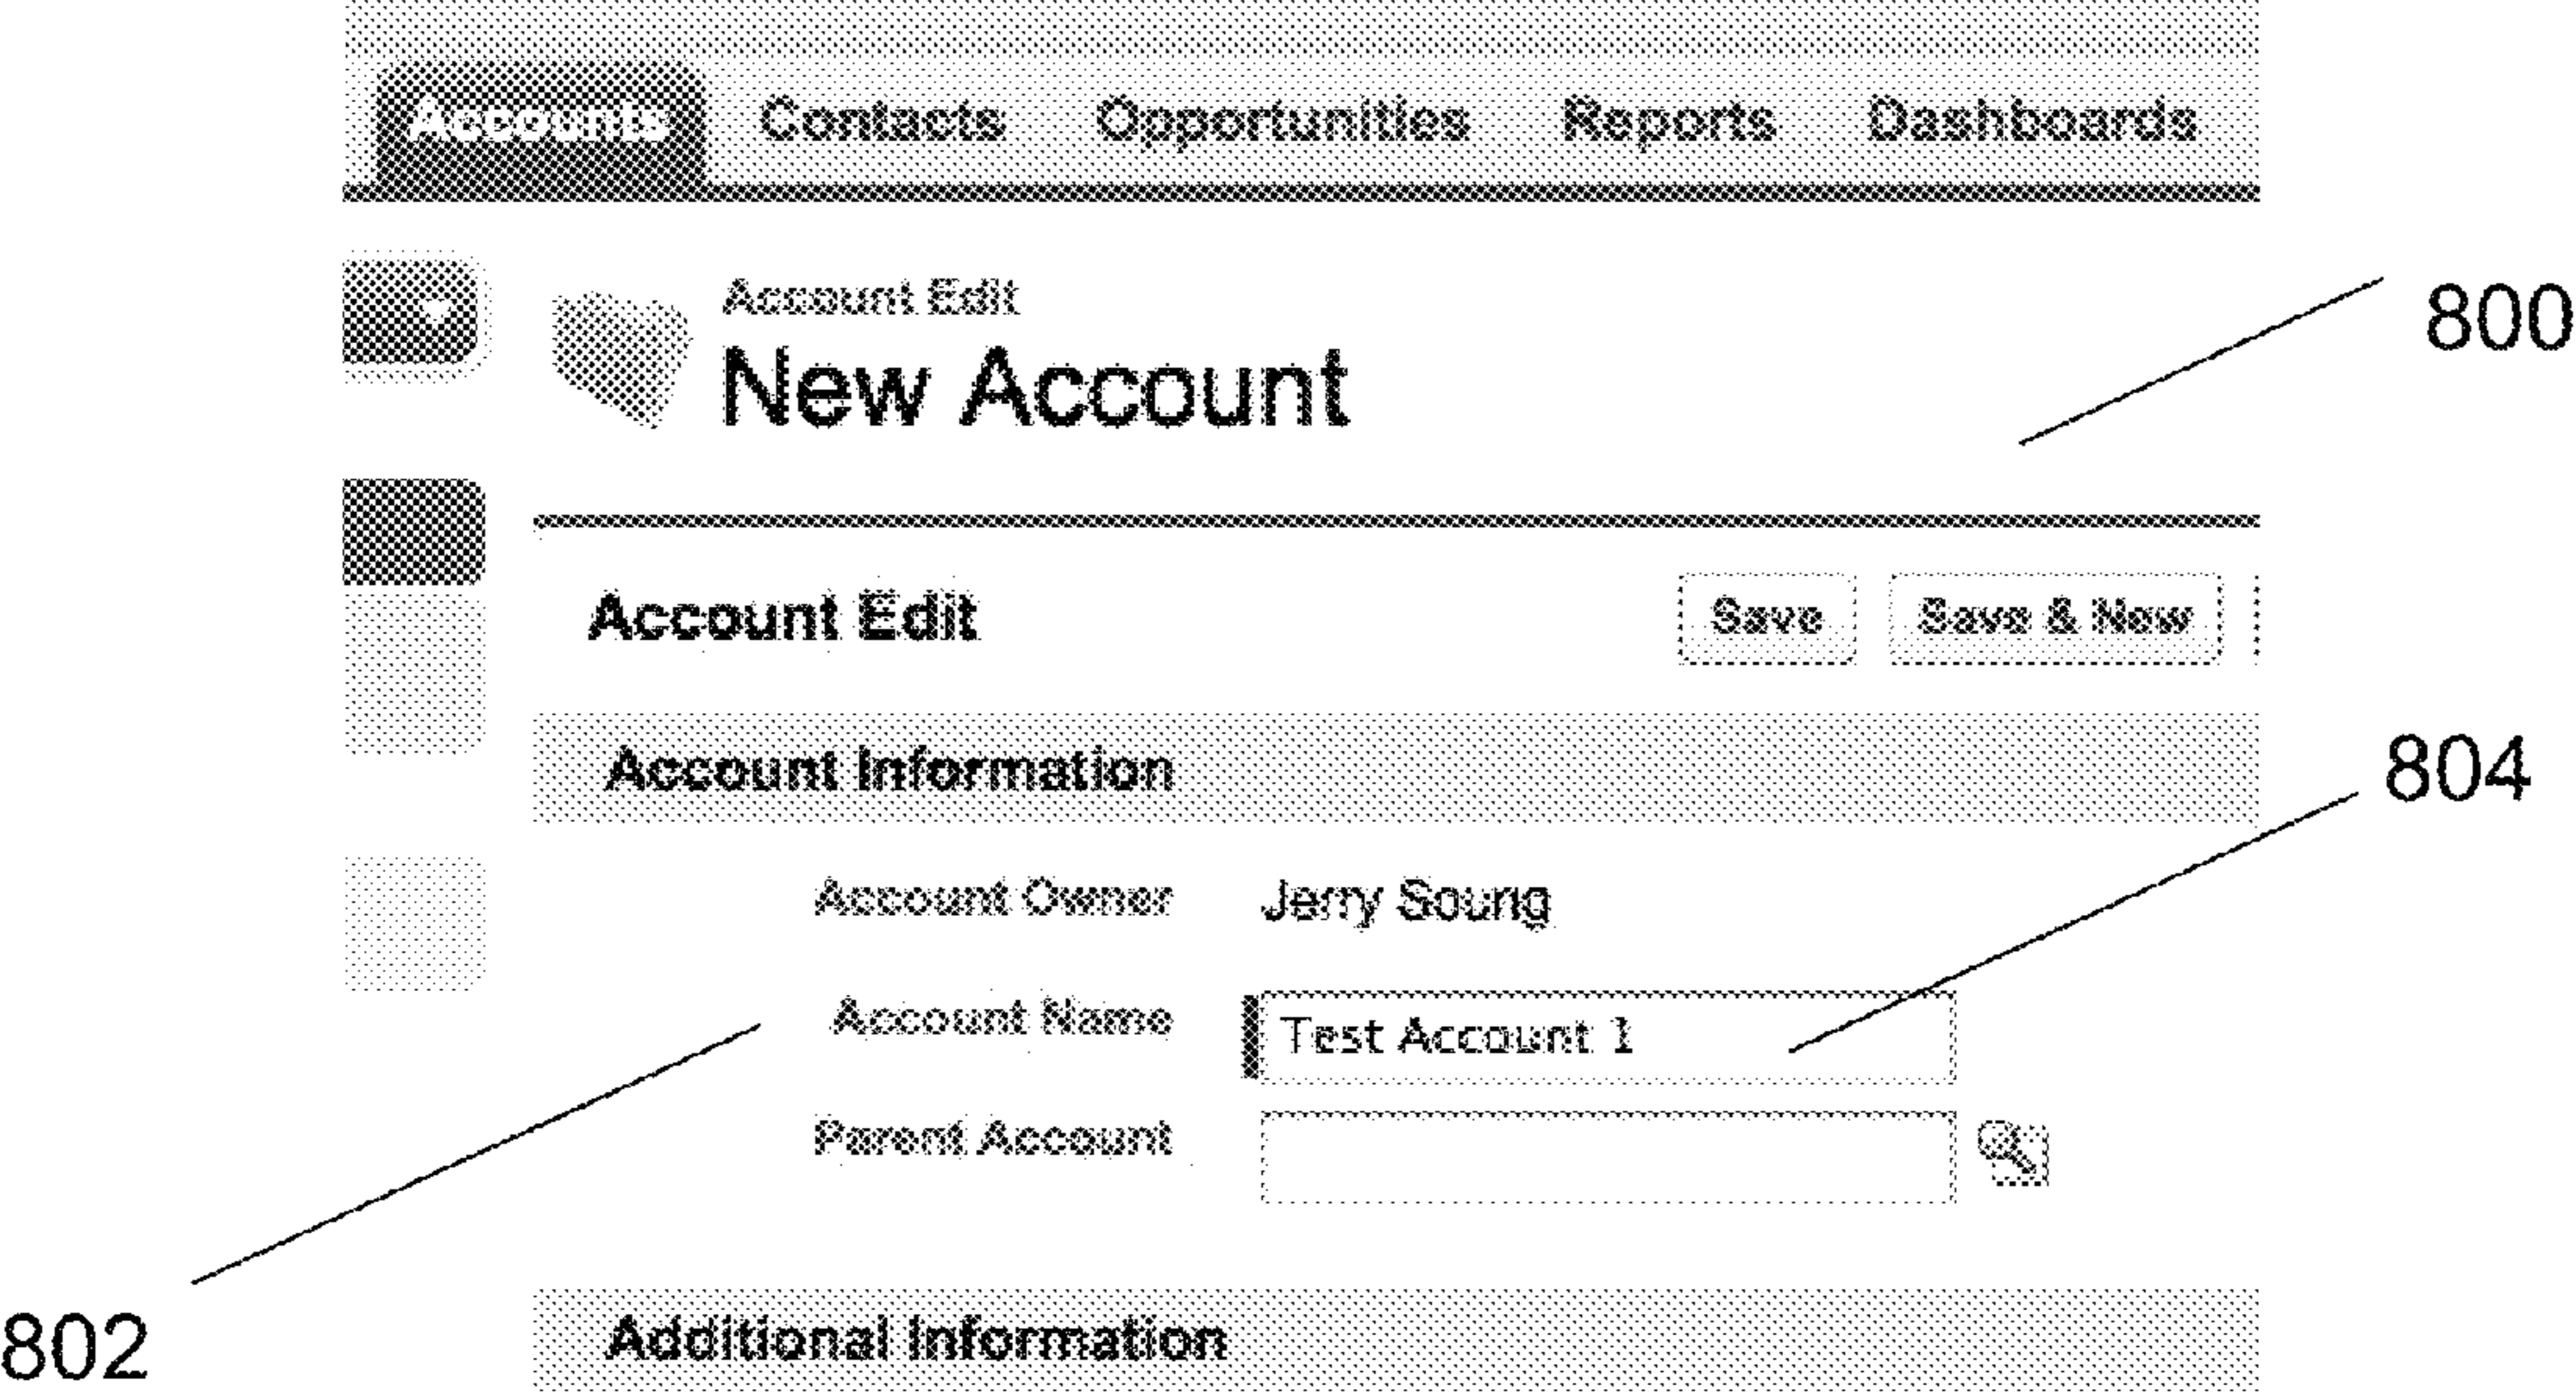 Accounts Contacts Opportunities Reports Dashboards
Account Edit
New Account
800
Account Edit Save Save & New
Account Information
804
Account Owner Jerry Soung
Account Name Test Account 1
Parent Account
802
Additional Information